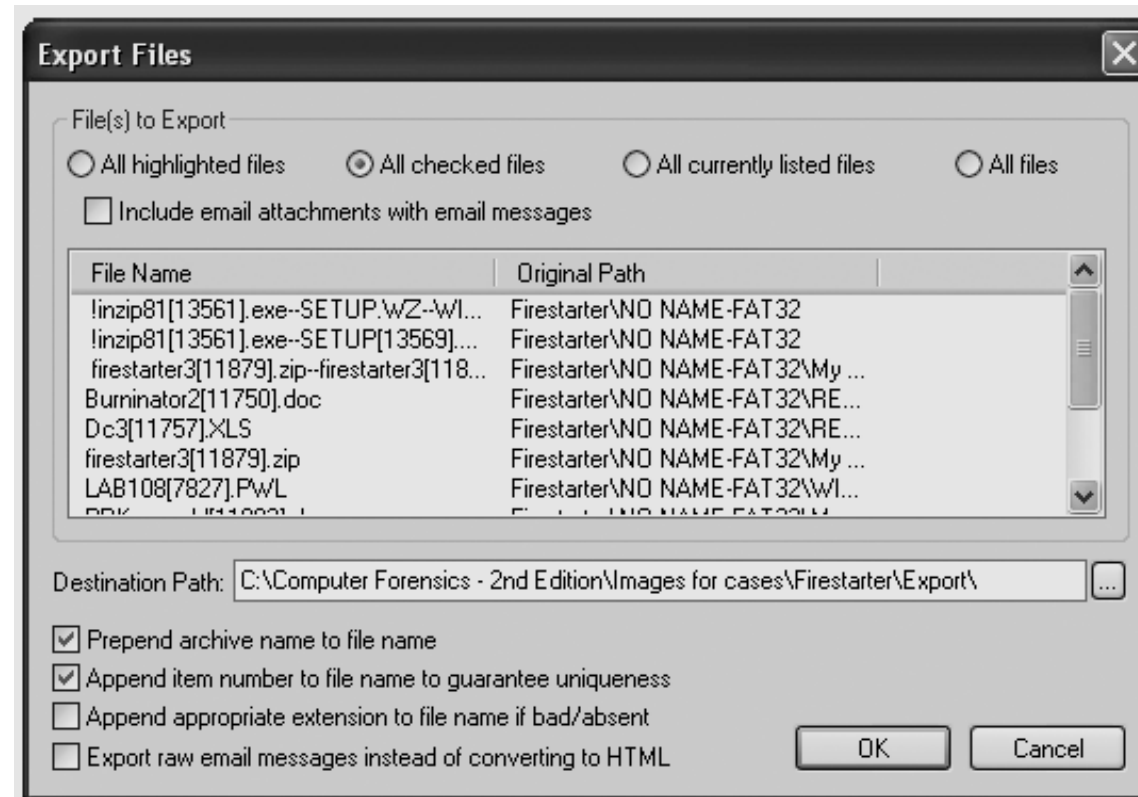 Export Files
File(s) to Export
All highlighted files All checked files All currently listed files All files
Include email attachments with email messages
File Name Original Path
!inzip81[13561].exe--SETUP.WZ--WI... Firestarter\NO NAME-FAT32
!inzip81[13561].exe--SETUP[13569].... Firestarter\NO NAME-FAT32
firestarter3[11879].zip--firestarter3[118... Firestarter\NO NAME-FAT32\My ...
Burninator2[11750].doc Firestarter\NO NAME-FAT32\RE...
Dc3[11757].XLS Firestarter\NO NAME-FAT32\RE...
firestarter3[11879].zip Firestarter\NO NAME-FAT32\My ...
LAB108[7827].PWL Firestarter\NO NAME-FAT32\WI...
Destination Path: C:\Computer Forensics - 2nd Edition\Images for cases\Firestarter\Export\ ...
Prepend archive name to file name
Append item number to file name to guarantee uniqueness
Append appropriate extension to file name if bad/absent
Export raw email messages instead of converting to HTML
OK Cancel